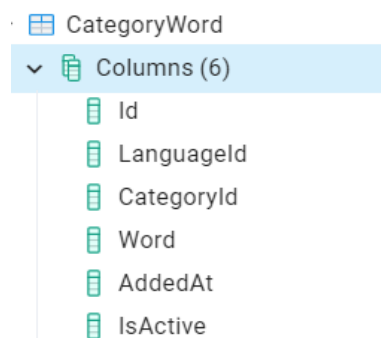 CategoryWord
Columns (6)
Id
LanguageId
CategoryId
Word
AddedAt
IsActive